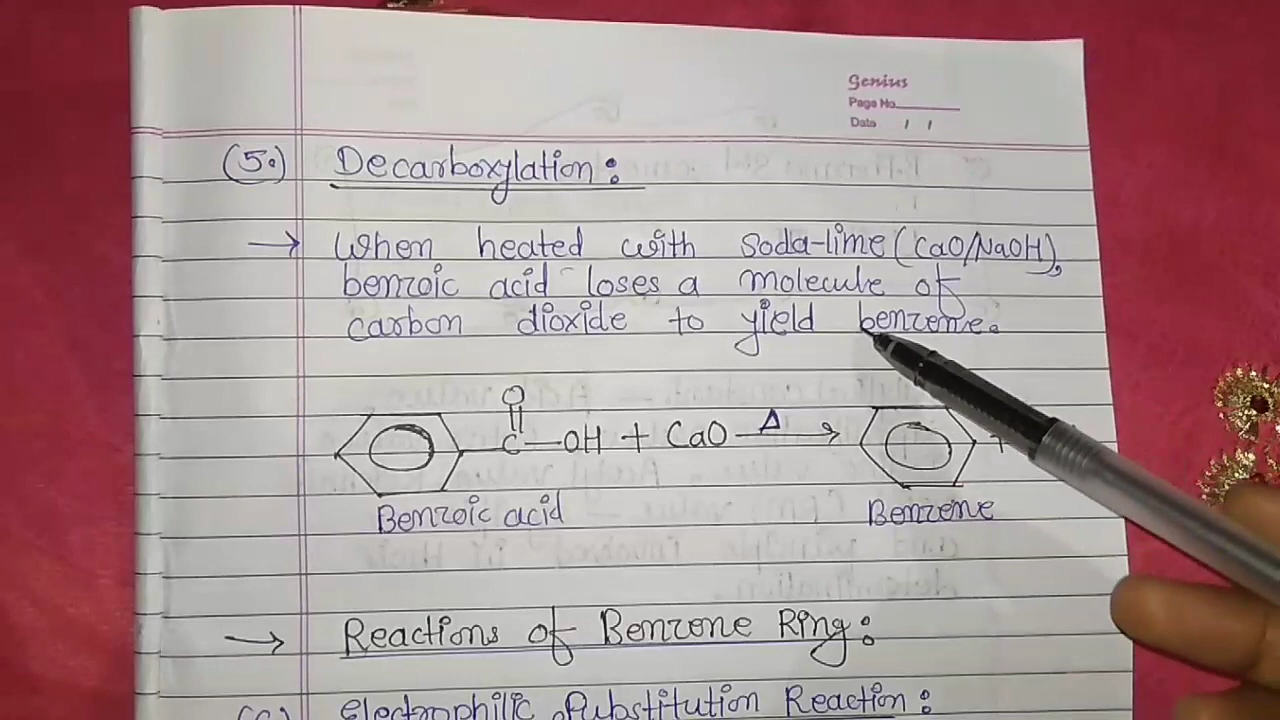 Genius
Page No.
Date / /
(5.) Decarboxylation:
→ When heated with Soda-lime (CaO/NaOH),
benzoic acid loses a molecule of
carbon dioxide to yield benzene.
O
C—OH + CaO —Δ→ +
Benzoic acid Benzene
→ Reactions of Benzene Ring:
Electrophilic Substitution Reaction: